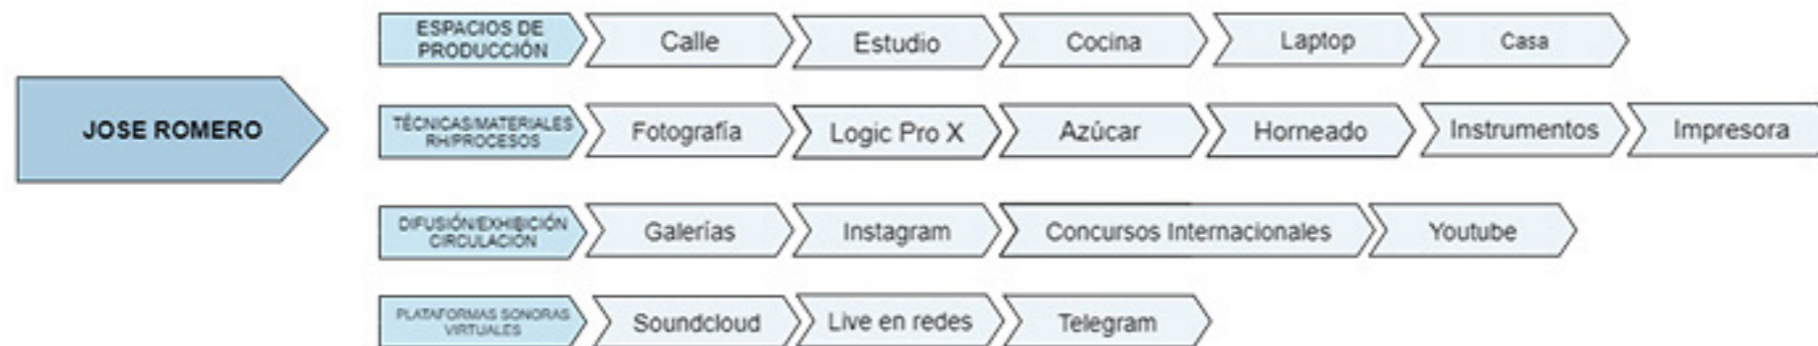 JOSE ROMERO
ESPACIOS DE
PRODUCCIÓN
Calle
Estudio
Cocina
Laptop
Casa
TÉCNICAS/MATERIALES
RH/PROCESOS
Fotografía
Logic Pro X
Azúcar
Horneado
Instrumentos
Impresora
DIFUSIÓN/EXHIBICIÓN
CIRCULACIÓN
Galerías
Instagram
Concursos Internacionales
Youtube
PLATAFORMAS SONORAS
VIRTUALES
Soundcloud
Live en redes
Telegram